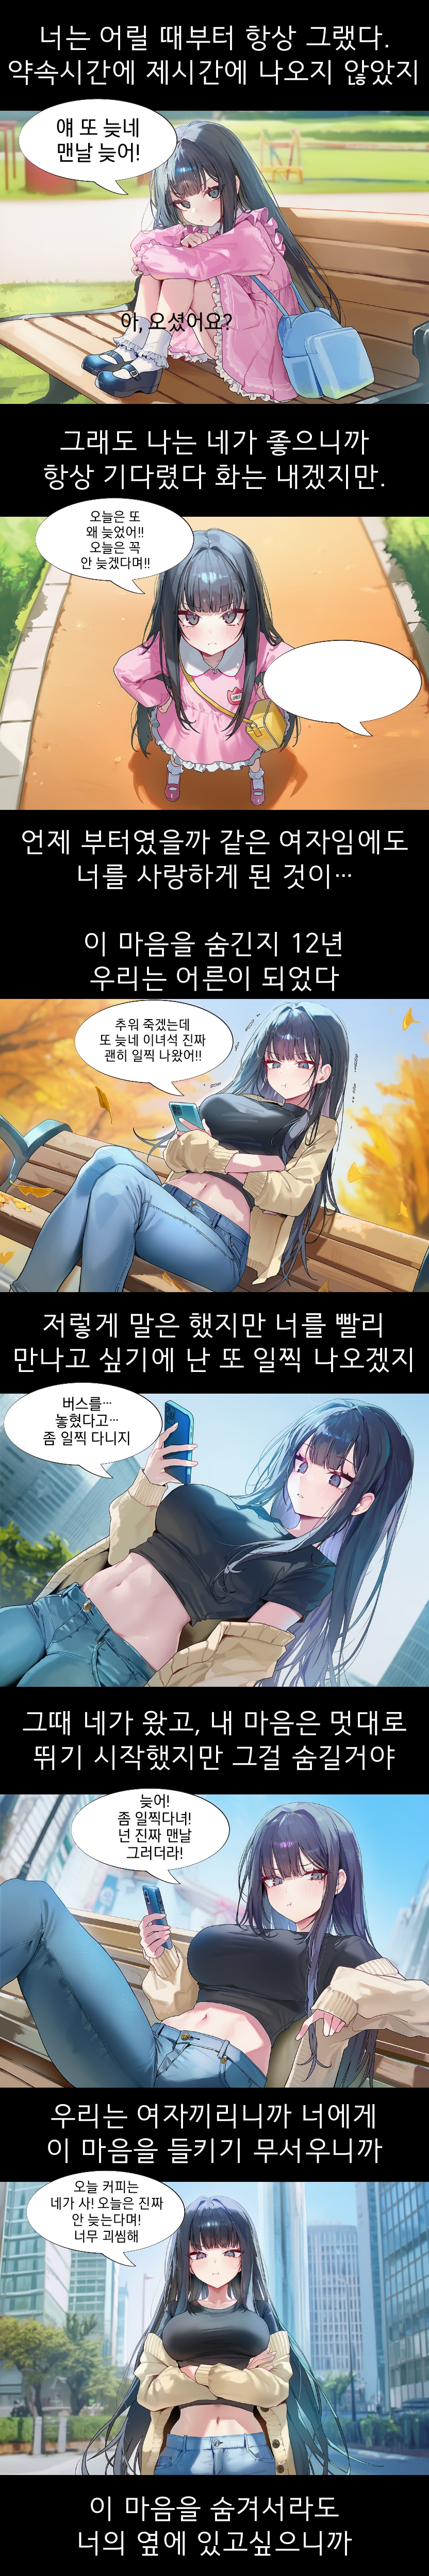 너는 어릴 때부터 항상 그랬다.
약속시간에 제시간에 나오지 않았지
얘 또 늦네
맨날 늦어!
아, 오셨어요?
그래도 나는 네가 좋으니까
항상 기다렸다 화는 내겠지만.
오늘은 또
왜 늦었어!!
오늘은 꼭
안 늦겠다며!!
언제 부터였을까 같은 여자임에도
너를 사랑하게 된 것이…
이 마음을 숨긴지 12년
우리는 어른이 되었다
추워 죽겠는데
또 늦네 이녀석 진짜
괜히 일찍 나왔어!!
저렇게 말은 했지만 너를 빨리
만나고 싶기에 난 또 일찍 나오겠지
버스를…
놓혔다고…
좀 일찍 다니지
그때 네가 왔고, 내 마음은 멋대로
뛰기 시작했지만 그걸 숨길거야
늦어!
좀 일찍다녀!
넌 진짜 맨날
그러더라!
우리는 여자끼리니까 너에게
이 마음을 들키기 무서우니까
오늘 커피는
네가 사! 오늘은 진짜
안 늦는다며!
너무 괴씸해
이 마음을 숨겨서라도
너의 옆에 있고싶으니까